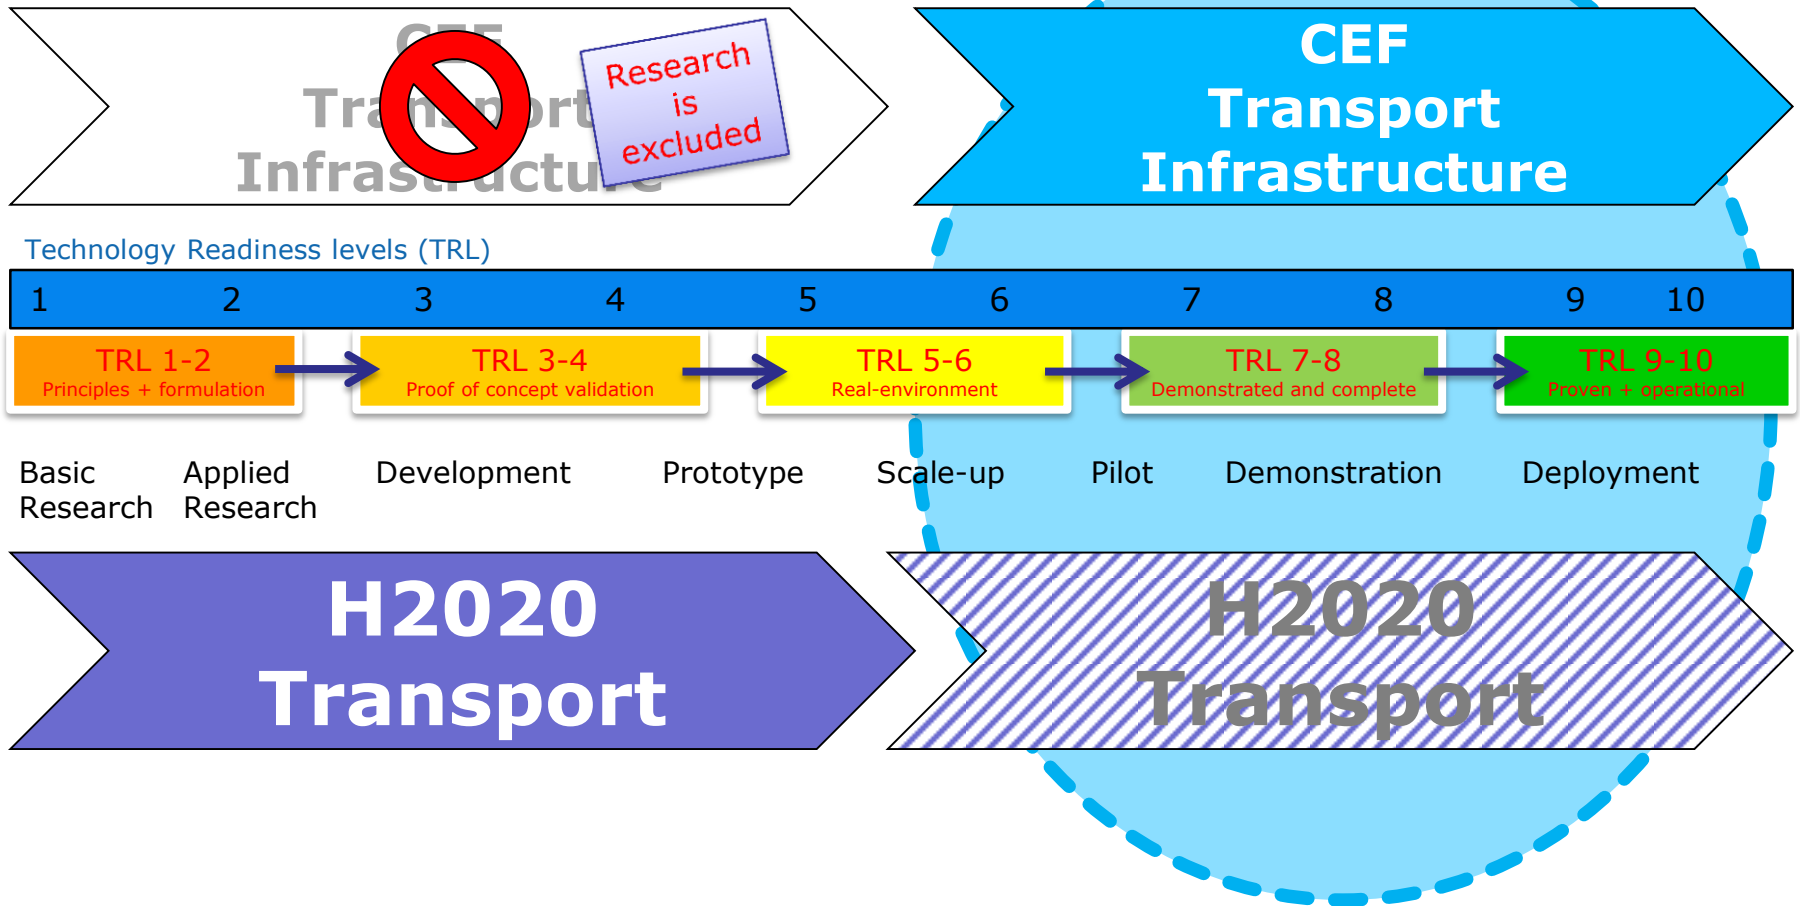 CEF
Transport
Infrastructure
Research
is
excluded
CEF
Transport
Infrastructure
Technology Readiness levels (TRL)
1 2 3 4 5 6 7 8 9 10
TRL 1-2
Principles + formulation
TRL 3-4
Proof of concept validation
TRL 5-6
Real-environment
TRL 7-8
Demonstrated and complete
TRL 9-10
Proven + operational
Basic
Research
Applied
Research
Development
Prototype
Scale-up
Pilot
Demonstration
Deployment
H2020
Transport
H2020
Transport